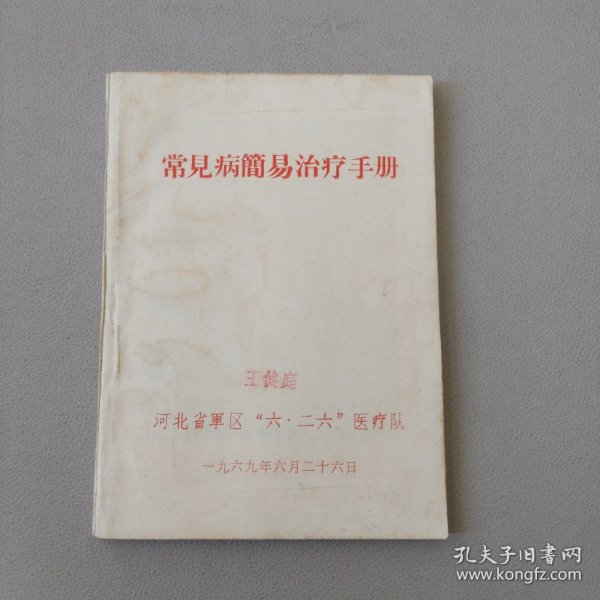 常見病簡易治疗手册
王健庭
河北省軍区“六·二六”医疗队
一九六九年六月二十六日
孔夫子旧书网
www.kongfz.com